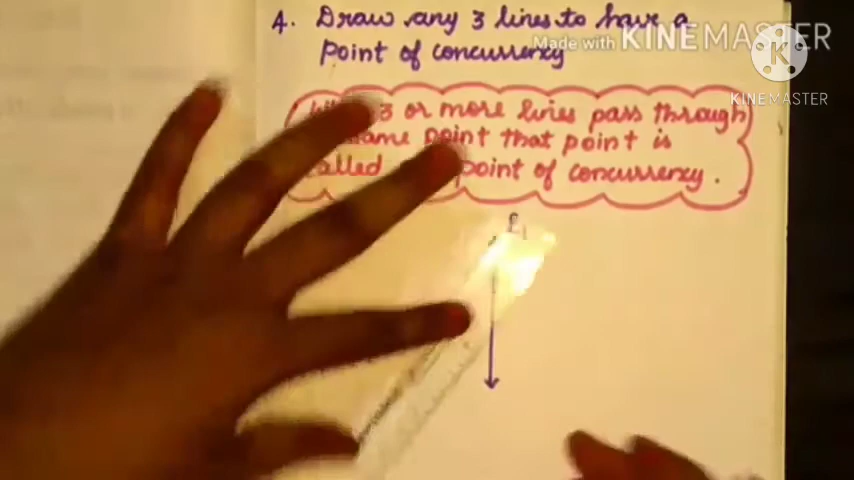 4. Draw any 3 lines to have a
point of concurrency
Made with KINEMASTER
K
KINEMASTER
3 or more lines pass through
point that point is
called point of concurrency.